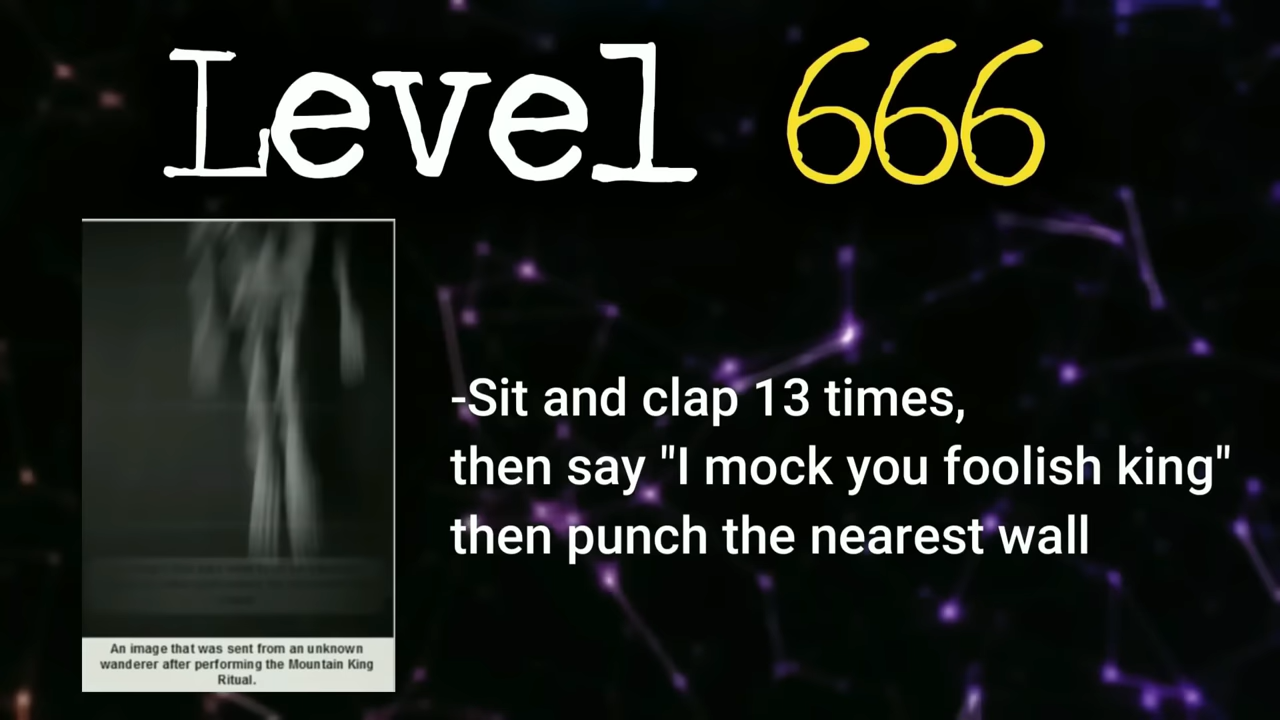 Level 666
-Sit and clap 13 times,
then say "I mock you foolish king"
then punch the nearest wall
An image that was sent from an unknown
wanderer after performing the Mountain King
Ritual.